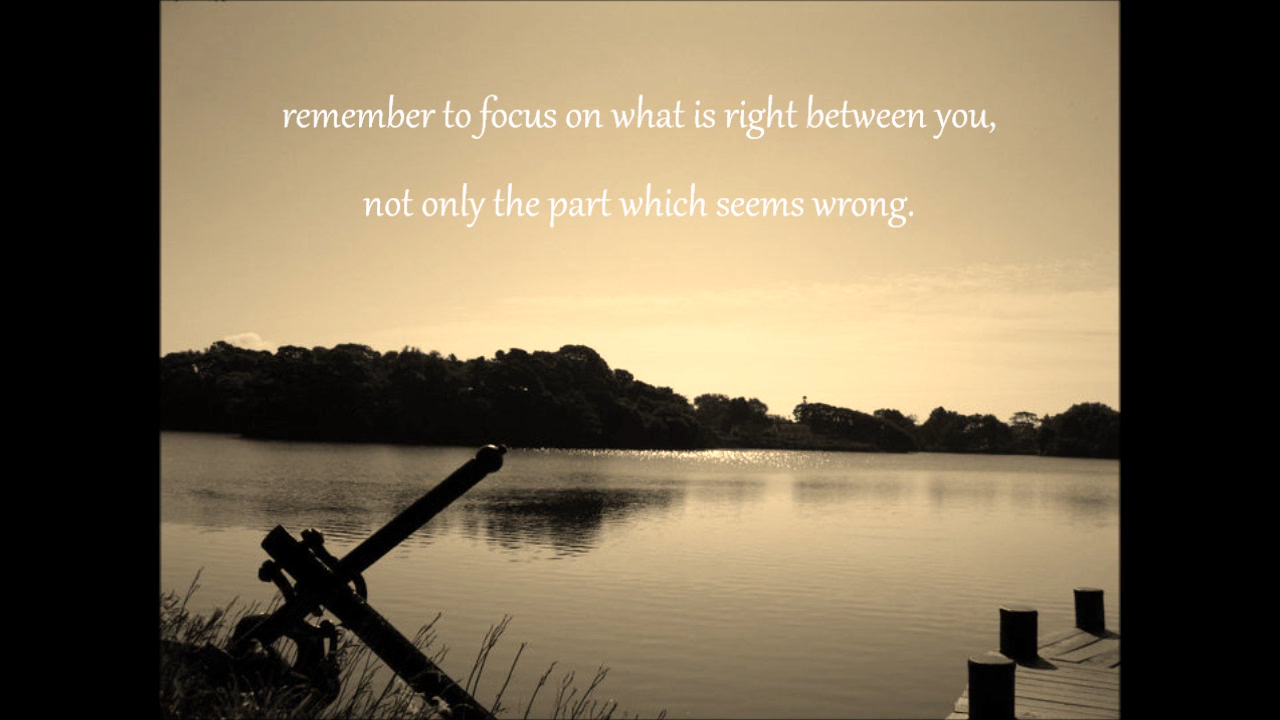 remember to focus on what is right between you,
not only the part which seems wrong.